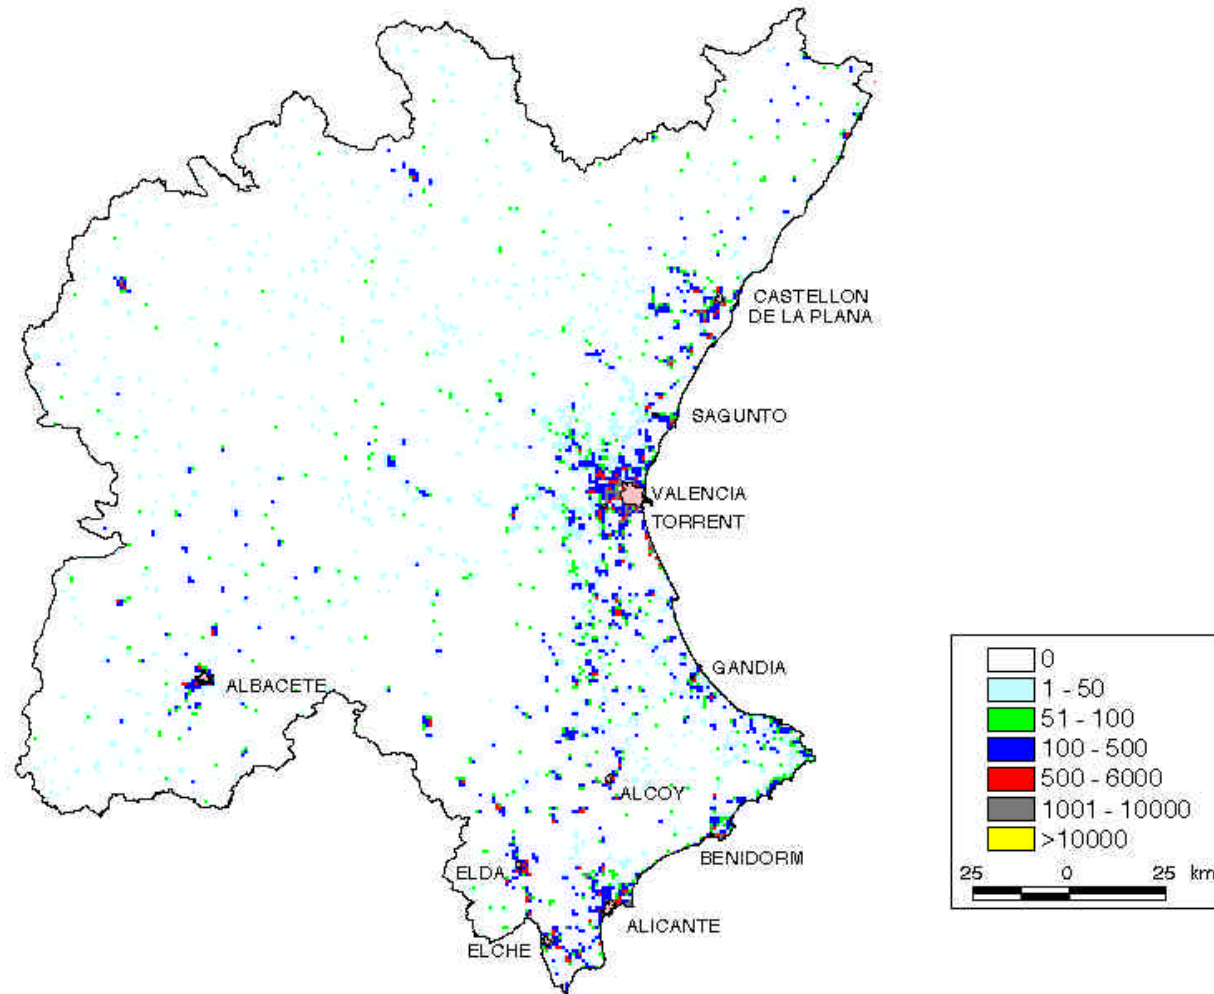 CASTELLON
DE LA PLANA
SAGUNTO
VALENCIA
TORRENT
GANDIA
ALBACETE
ALCOY
BENIDORM
ELDA
ALICANTE
ELCHE
0
1 - 50
51 - 100
100 - 500
500 - 6000
1001 - 10000
>10000
25 0 25 km